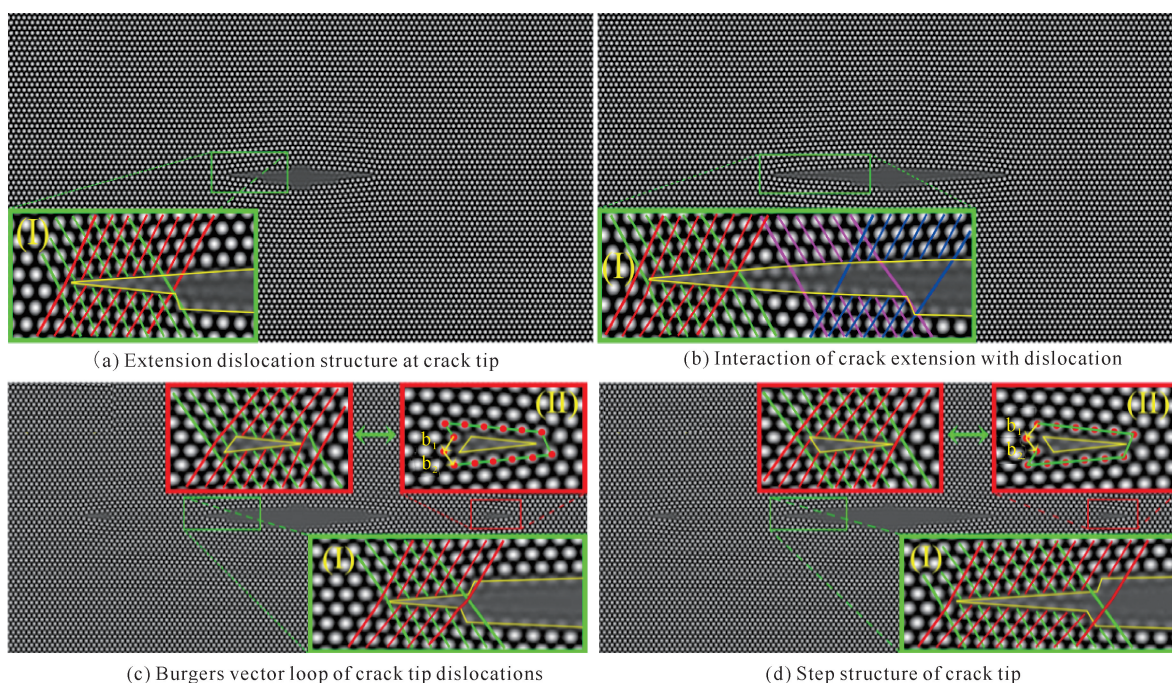 (I)
(I)
(a) Extension dislocation structure at crack tip
(b) Interaction of crack extension with dislocation
(II)
b1
b2
(I)
(II)
b1
b2
(I)
(c) Burgers vector loop of crack tip dislocations
(d) Step structure of crack tip